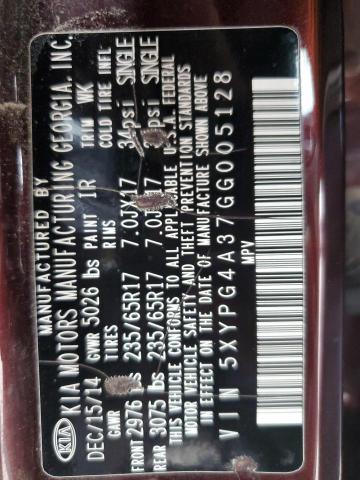 MANUFACTURED BY
KIA KIA MOTORS MANUFACTURING GEORGIA, INC.
DEC/15/14 GVWR 5026 lbs PAINT IR TRIM WK
GAWR TIRES RIMS COLD TIRE INFL
FRONT 2976 lbs 235/65R17 7.0JX17 34psi SINGLE
REAR 3075 lbs 235/65R17 7.0JX17 psi SINGLE
THIS VEHICLE CONFORMS TO ALL APPLICABLE U.S.A. FEDERAL
MOTOR VEHICLE SAFETY AND THEFT PREVENTION STANDARDS
IN EFFECT ON THE DATE OF MANUFACTURE SHOWN ABOVE
VIN 5XYPG4A37GG005128
MPV